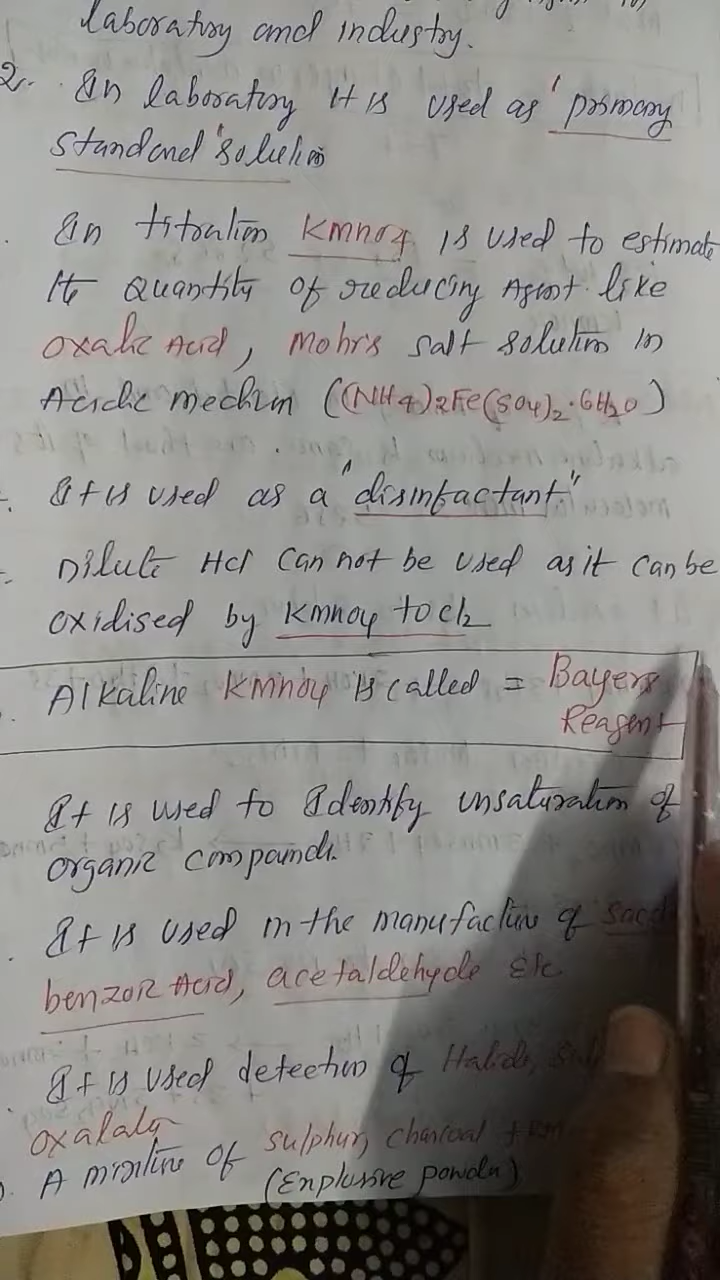 laboratory and industry.
2. In laboratory it is used as 'primary
standard' solution
In titration KMnO4 is used to estimate
the quantity of reducing Agent like
oxalic Acid, Mohrs salt solution in
Acidic medium ((NH4)2Fe(SO4)2·6H2O)
It is used as a "disinfactant"
Dilute HCl can not be used as it can be
oxidised by KMnO4 to Cl2
Alkaline KMnO4 is called = Bayers
Reagent
It is used to Identify unsaturation of
organic compounds.
It is used in the manufacture of
benzoic Acid, acetaldehyde etc
It is used detection of Halide,
oxalate
A mixture of sulphur, charcoal +
(Explusive powder)